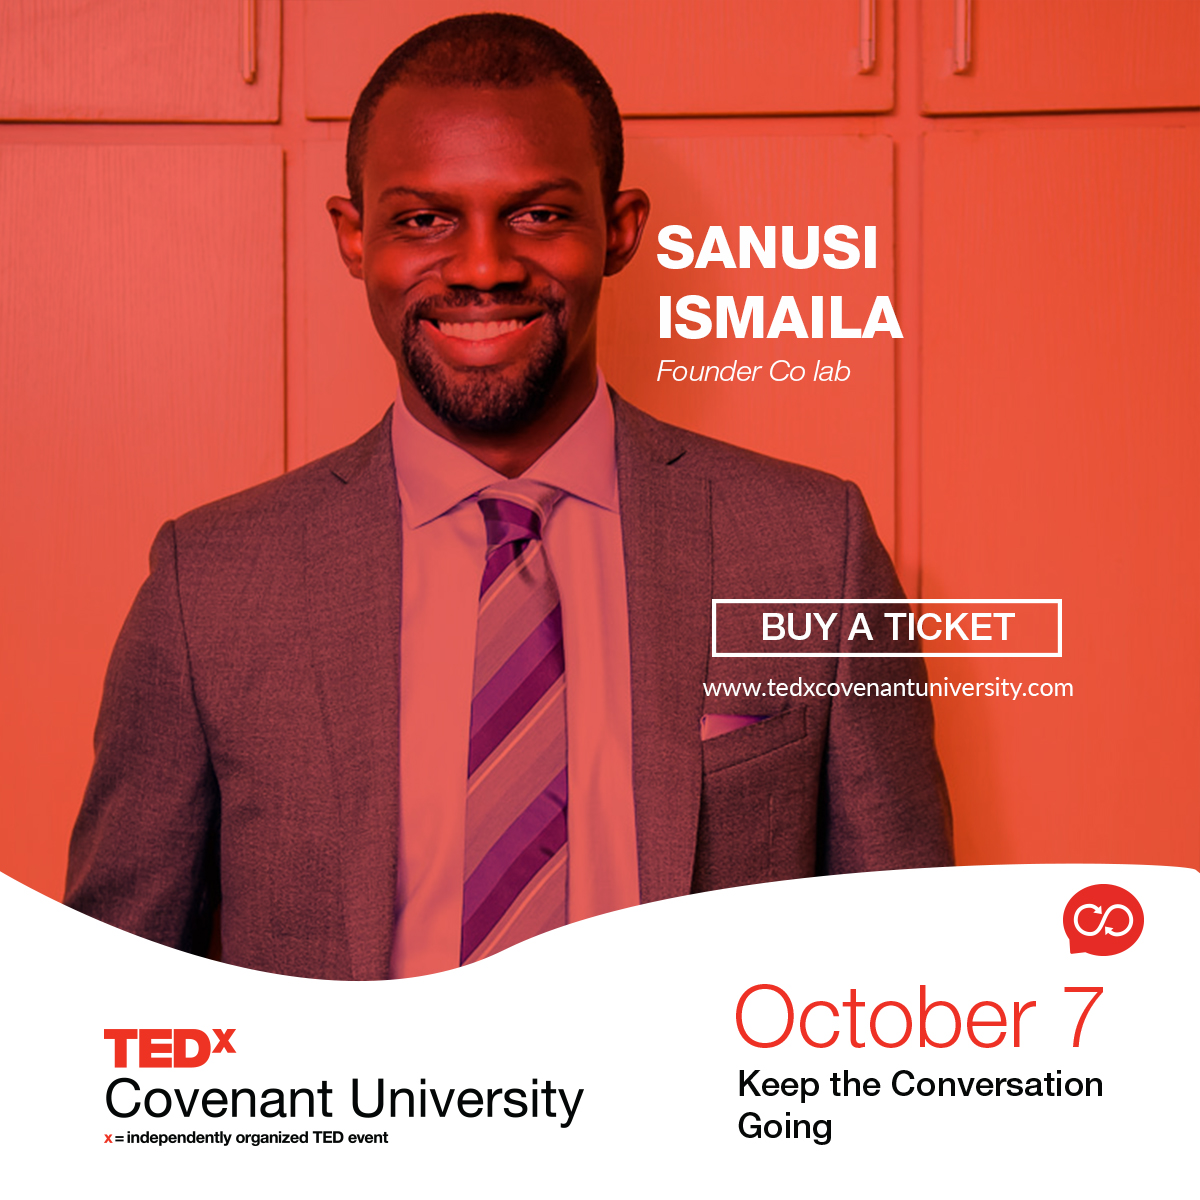 SANUSI
ISMAILA
Founder Co lab
BUY A TICKET
www.tedxcovenantuniversity.com
TEDx
Covenant University
x = independently organized TED event
October 7
Keep the Conversation
Going